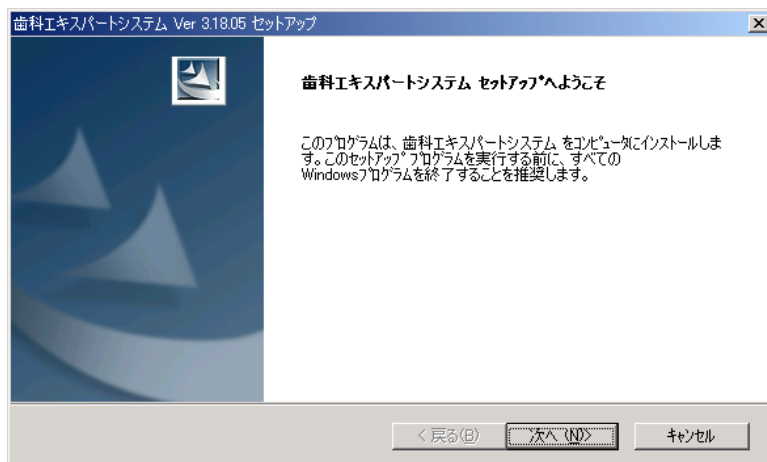 歯科エキスパートシステム Ver 3.18.05 セットアップ
歯科エキスパートシステム ｾｯﾄｱｯﾌﾟへようこそ
このﾌﾟﾛｸﾞﾗﾑは、歯科エキスパートシステム をｺﾝﾋﾟｭｰﾀにｲﾝｽﾄｰﾙしま
す。このｾｯﾄｱｯﾌﾟ ﾌﾟﾛｸﾞﾗﾑを実行する前に、すべての
Windowsﾌﾟﾛｸﾞﾗﾑを終了することを推奨します。
< 戻る(B)
次へ (N)>
ｷｬﾝｾﾙ